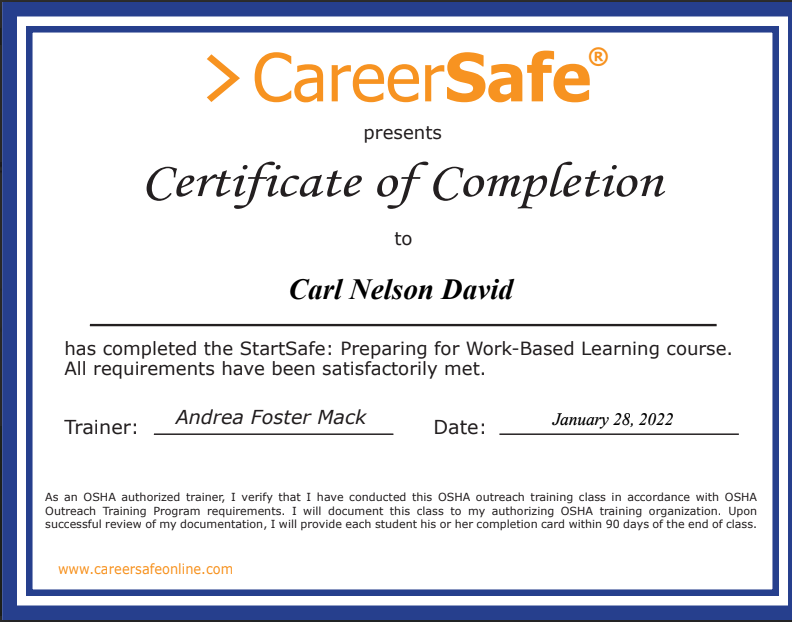 > CareerSafe®
presents
Certificate of Completion
to
Carl Nelson David
has completed the StartSafe: Preparing for Work-Based Learning course.
All requirements have been satisfactorily met.
Trainer: Andrea Foster Mack Date: January 28, 2022
As an OSHA authorized trainer, I verify that I have conducted this OSHA outreach training class in accordance with OSHA
Outreach Training Program requirements. I will document this class to my authorizing OSHA training organization. Upon
successful review of my documentation, I will provide each student his or her completion card within 90 days of the end of class.
www.careersafeonline.com